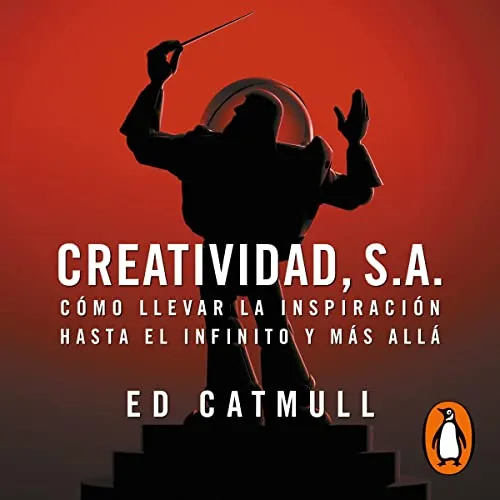 CREATIVIDAD, S.A.
CÓMO LLEVAR LA INSPIRACIÓN
HASTA EL INFINITO Y MÁS ALLÁ
ED CATMULL